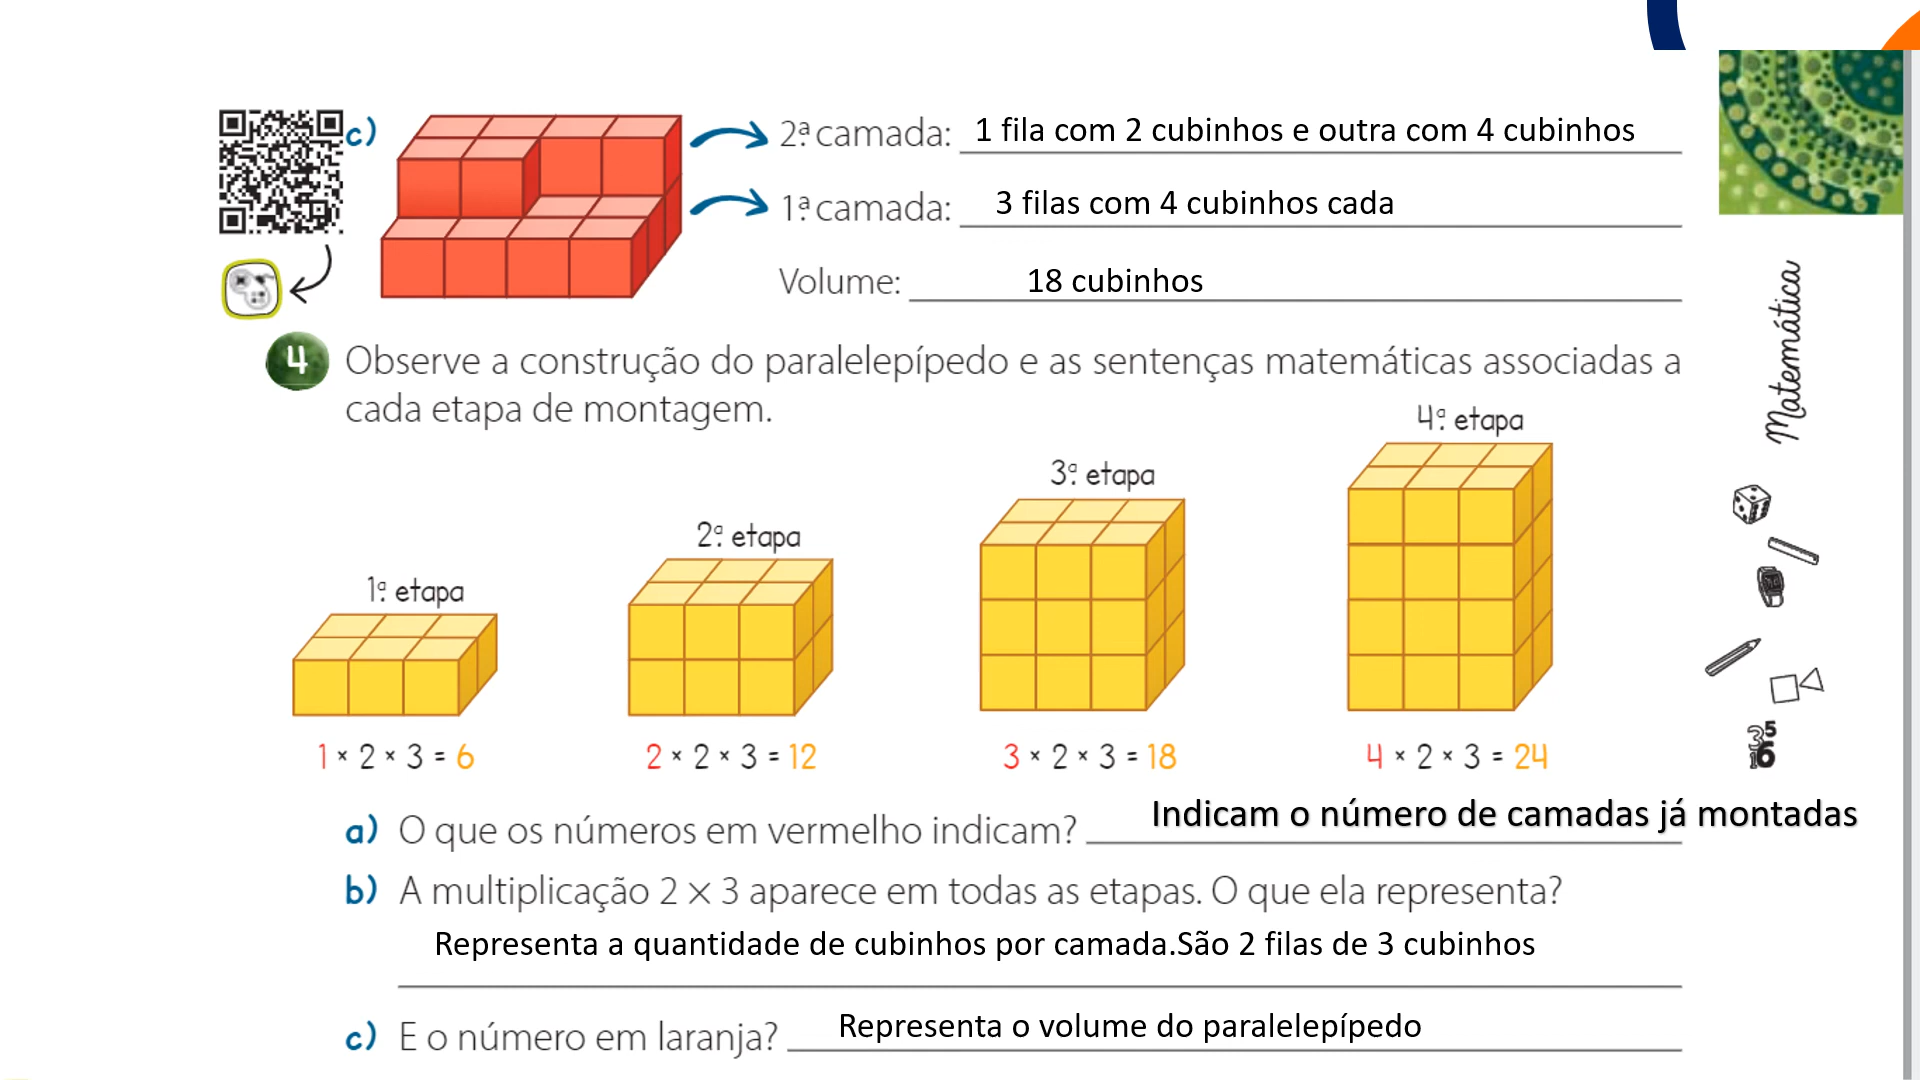 c)
2ª camada: 1 fila com 2 cubinhos e outra com 4 cubinhos
1ª camada: 3 filas com 4 cubinhos cada
Volume: 18 cubinhos
4 Observe a construção do paralelepípedo e as sentenças matemáticas associadas a
cada etapa de montagem.
1ª. etapa
2ª. etapa
3ª. etapa
4ª. etapa
1 × 2 × 3 = 6
2 × 2 × 3 = 12
3 × 2 × 3 = 18
4 × 2 × 3 = 24
a) O que os números em vermelho indicam? Indicam o número de camadas já montadas
b) A multiplicação 2 × 3 aparece em todas as etapas. O que ela representa?
Representa a quantidade de cubinhos por camada.São 2 filas de 3 cubinhos
c) E o número em laranja? Representa o volume do paralelepípedo
Matemática
3 5
1 6